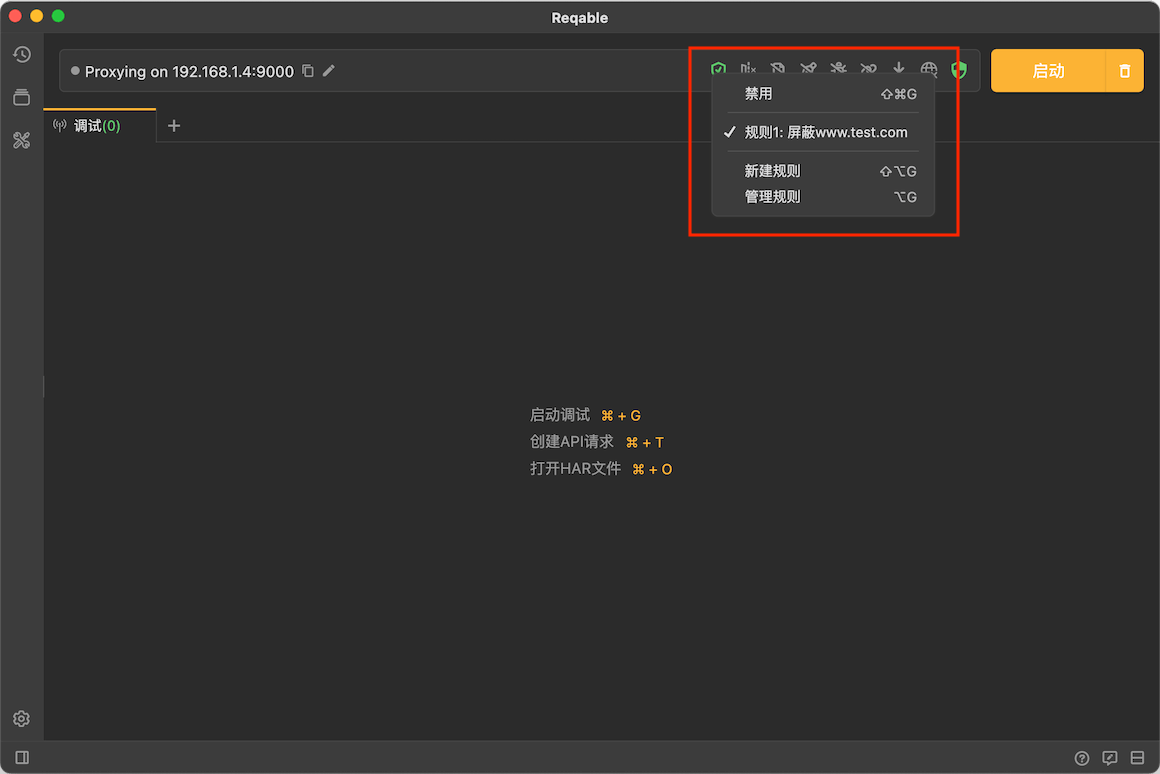 Reqable
Proxying on 192.168.1.4:9000
启动
调试(0)
禁用 ⇧⌘G
规则1: 屏蔽www.test.com
新建规则 ⇧⌥G
管理规则 ⌥G
启动调试 ⌘ + G
创建API请求 ⌘ + T
打开HAR文件 ⌘ + O